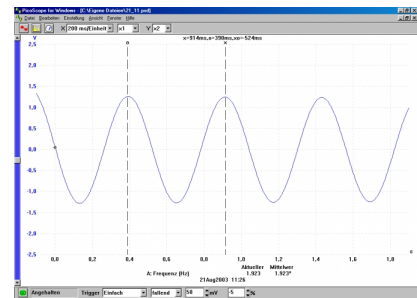 PicoScope for Windows - [C:\Eigene Dateien\21_11.psd]
Datei Bearbeiten Einstellung Ansicht Fenster Hilfe
X 200 ms/Einheit x1 Y x2
V x=914ms,o=390ms,xo=-524ms
2,5 o x
2,0
1,5
1,0
0,5
0,0
-0,5
-1,0
-1,5
-2,0
-2,5
0,0 0,2 0,4 0,6 0,8 1,0 1,2 1,4 1,6 1,8
Aktueller Mittelwer
A: Frequenz (Hz) 1.923 1.923*
21Aug2003 11:26
Angehalten Trigger Einfach fallend 50 mV -5 %